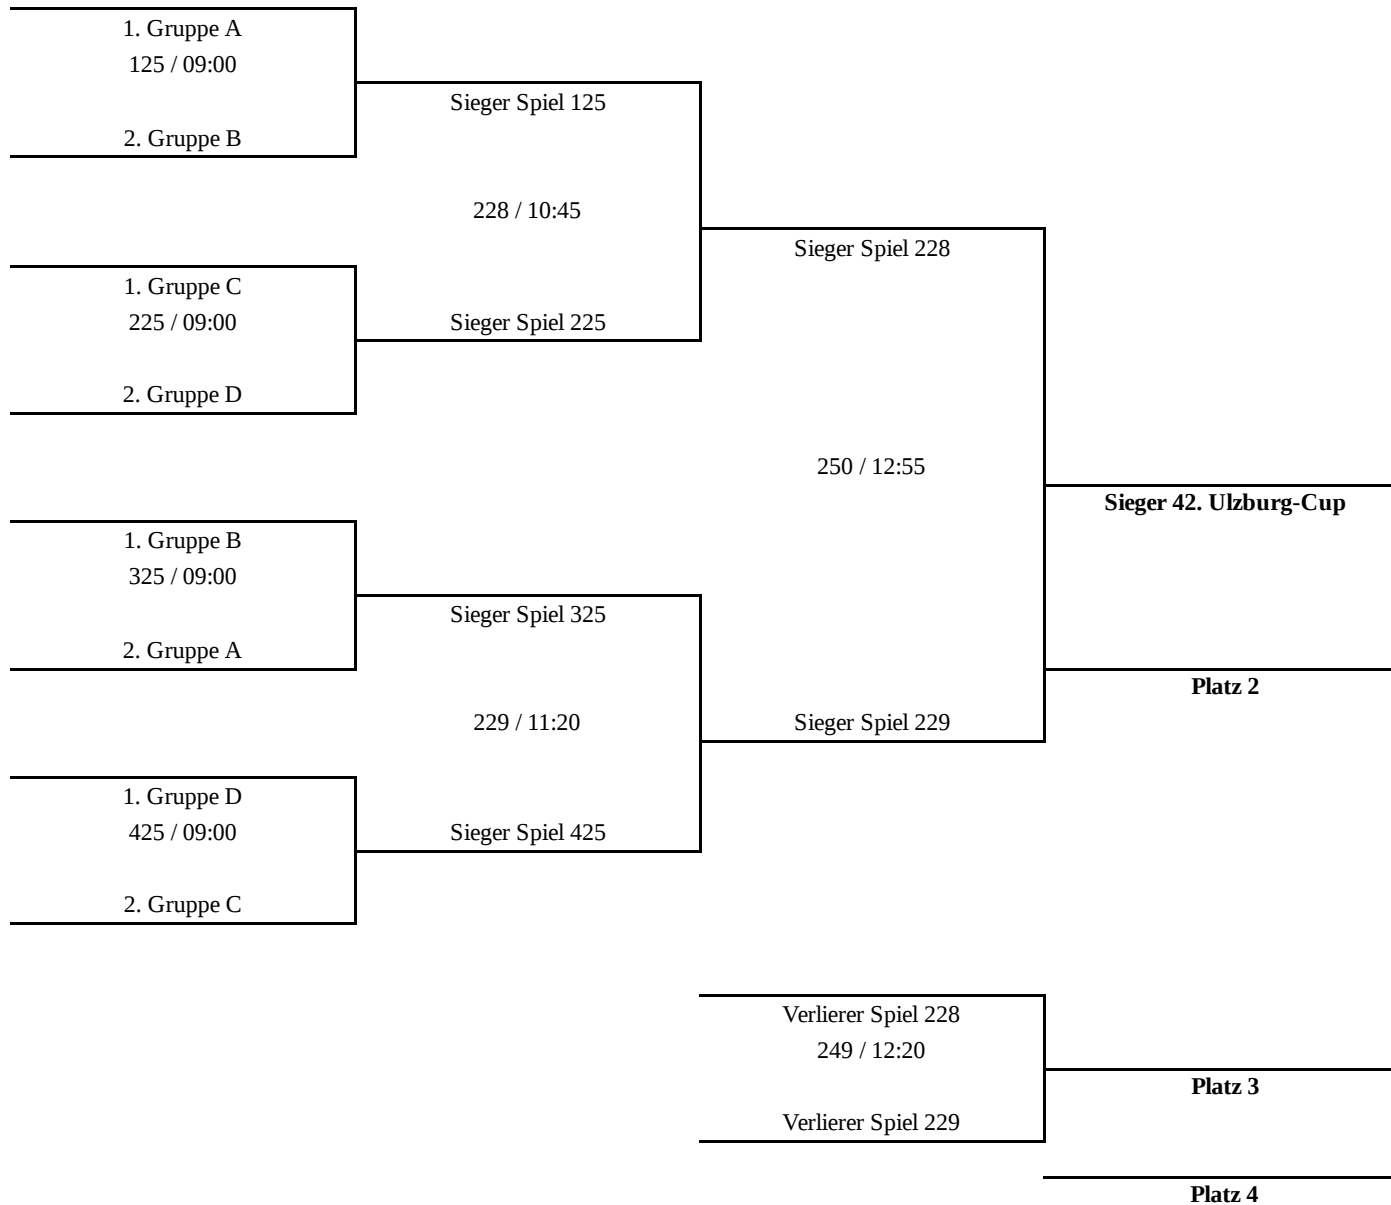 1. Gruppe A
125 / 09:00
2. Gruppe B
Sieger Spiel 125
228 / 10:45
Sieger Spiel 225
1. Gruppe C
225 / 09:00
2. Gruppe D
Sieger Spiel 228
250 / 12:55
Sieger Spiel 229
Sieger 42. Ulzburg-Cup
Platz 2
1. Gruppe B
325 / 09:00
2. Gruppe A
Sieger Spiel 325
229 / 11:20
Sieger Spiel 425
1. Gruppe D
425 / 09:00
2. Gruppe C
Verlierer Spiel 228
249 / 12:20
Verlierer Spiel 229
Platz 3
Platz 4